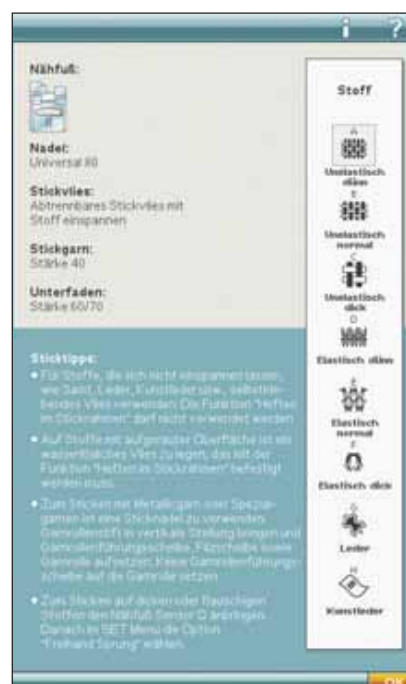 i ?
Nähfuß:
Nadel:
Universal 80
Stickvlies:
Abtrennbares Stickvlies mit
Stoff einspannen
Stickgarn:
Stärke 40
Unterfaden:
Stärke 60/70
Sticktipps:
• Für Stoffe, die sich nicht einspannen lassen,
wie Samt, Leder, Kunstleder usw., selbstkle-
bendes Vlies verwenden. Die Funktion "Heften
im Stickrahmen" darf nicht verwendet werden.
• Auf Stoffe mit aufgerauter Oberfläche ist ein
wasserlösliches Vlies zu legen, das mit der
Funktion "Heften im Stickrahmen" befestigt
werden muss.
• Zum Sticken mit Metallicgarn oder Spezial-
garnen ist eine Sticknadel zu verwenden.
Garnrollenstift in vertikale Stellung bringen und
Garnrollenführungsscheibe, Filzscheibe sowie
Garnrolle aufsetzen. Keine Garnrollenführungs-
scheibe auf die Garnrolle setzen.
• Zum Sticken auf dicken oder bauschigen
Stoffen den Nähfuß Sensor Q anbringen.
Danach im SET Menü die Option
"Freihand Sprung" wählen.
Stoff
A
Unelastisch
dünn
Unelastisch
normal
C
Unelastisch
dick
D
Elastisch dünn
E
Elastisch
normal
F
Elastisch dick
G
Leder
H
Kunstleder
OK